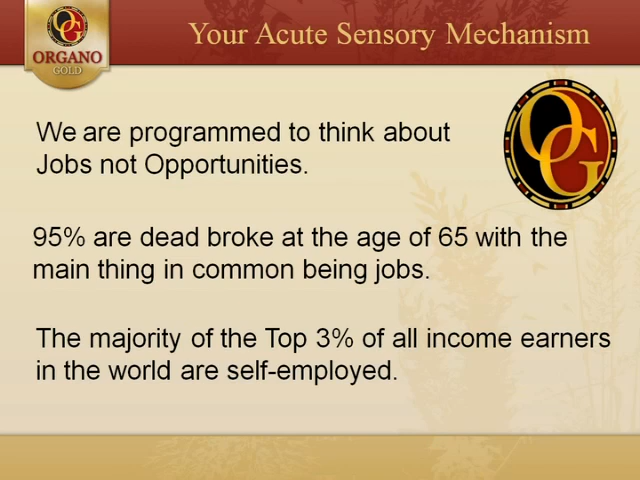 OG
ORGANO
GOLD
Your Acute Sensory Mechanism
OG
We are programmed to think about
Jobs not Opportunities.
95% are dead broke at the age of 65 with the
main thing in common being jobs.
The majority of the Top 3% of all income earners
in the world are self-employed.